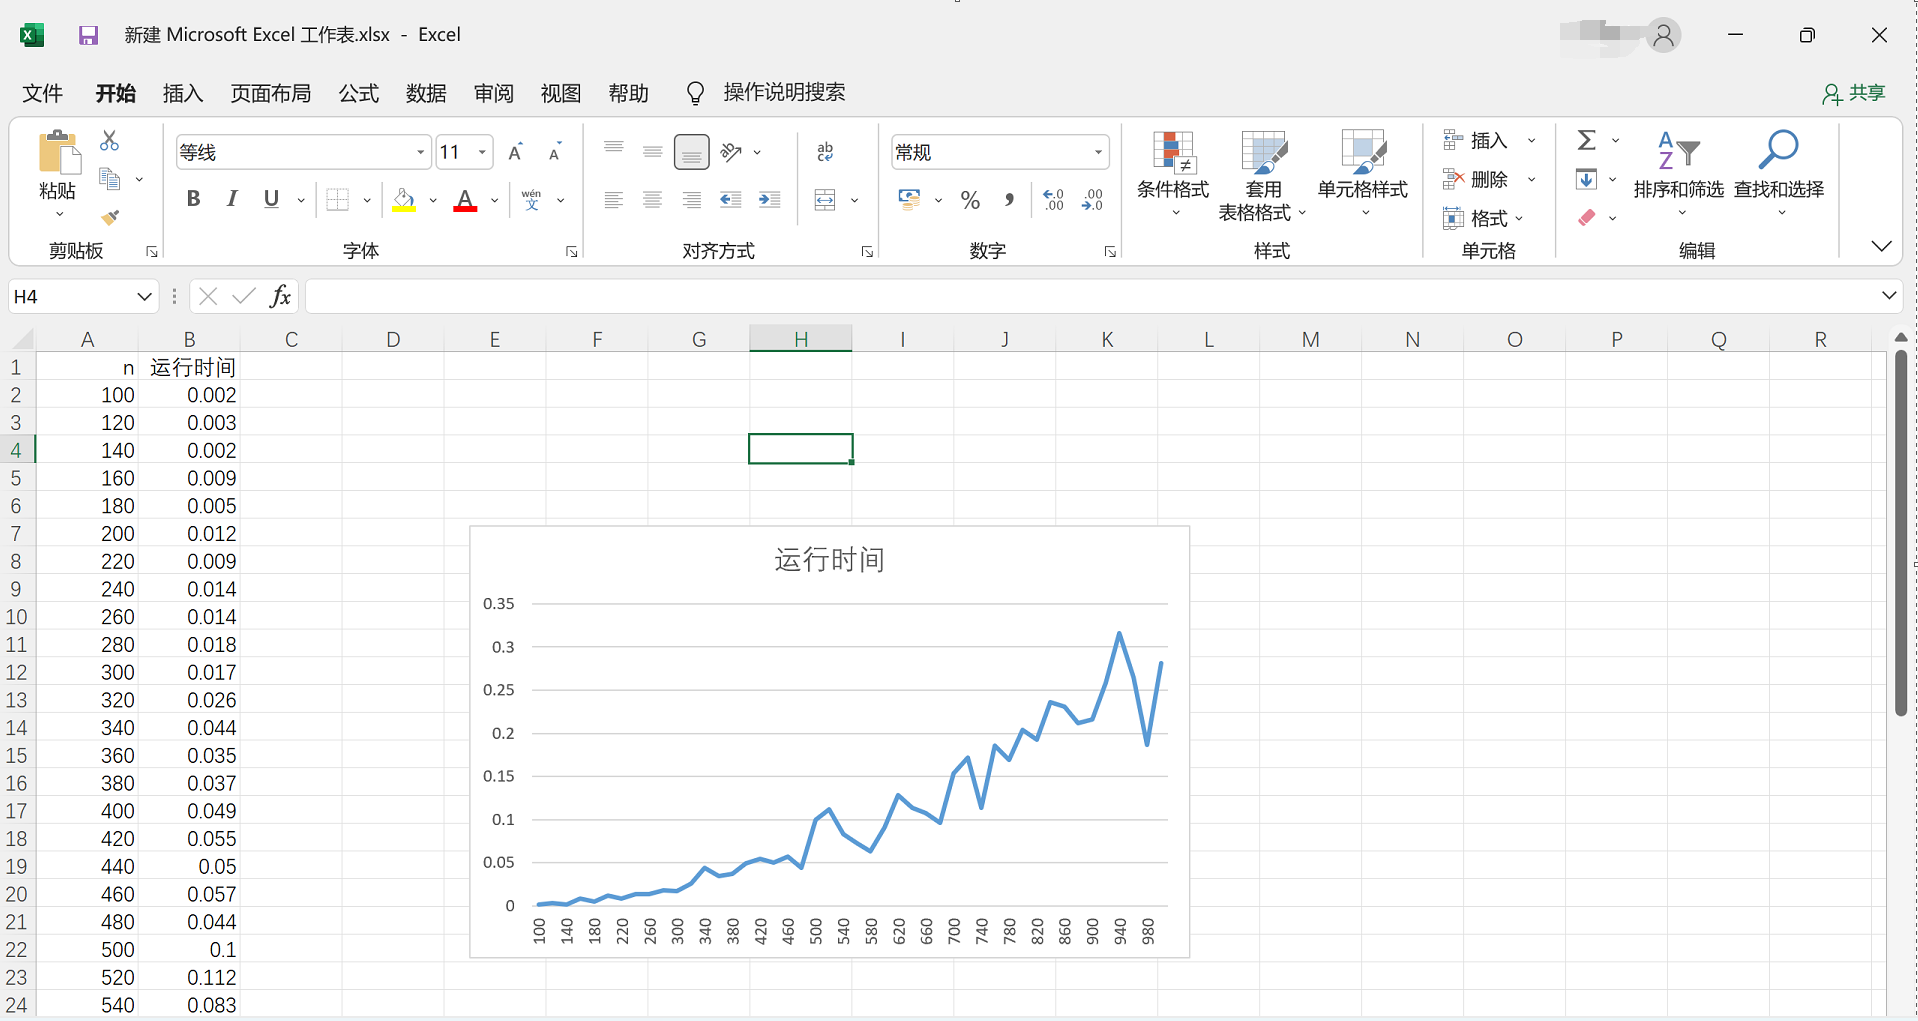 新建 Microsoft Excel 工作表.xlsx - Excel
文件 开始 插入 页面布局 公式 数据 审阅 视图 帮助 操作说明搜索 共享
粘贴
剪贴板
等线 11
B I U A wén 文
字体
ab
对齐方式
常规
% , .00 .0
数字
条件格式
套用
表格格式
单元格样式
样式
插入
删除
格式
单元格
Σ
排序和筛选
查找和选择
编辑
H4 fx
A B C D E F G H I J K L M N O P Q R
1 n 运行时间
2 100 0.002
3 120 0.003
4 140 0.002
5 160 0.009
6 180 0.005
7 200 0.012
8 220 0.009
9 240 0.014
10 260 0.014
11 280 0.018
12 300 0.017
13 320 0.026
14 340 0.044
15 360 0.035
16 380 0.037
17 400 0.049
18 420 0.055
19 440 0.05
20 460 0.057
21 480 0.044
22 500 0.1
23 520 0.112
24 540 0.083
运行时间
0.35
0.3
0.25
0.2
0.15
0.1
0.05
0
100 140 180 220 260 300 340 380 420 460 500 540 580 620 660 700 740 780 820 860 900 940 980